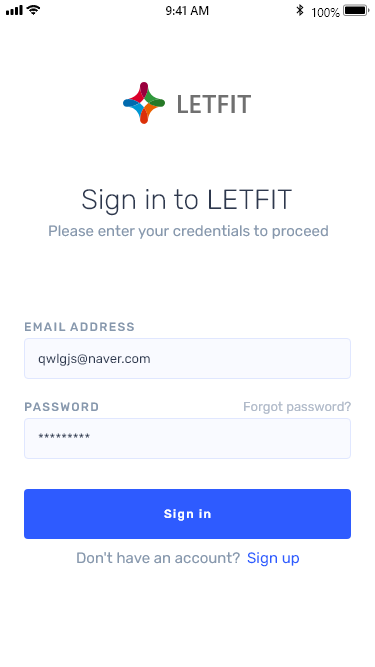 9:41 AM 100%
LETFIT
Sign in to LETFIT
Please enter your credentials to proceed
EMAIL ADDRESS
qwlgjs@naver.com
PASSWORD Forgot password?
*********
Sign in
Don't have an account? Sign up